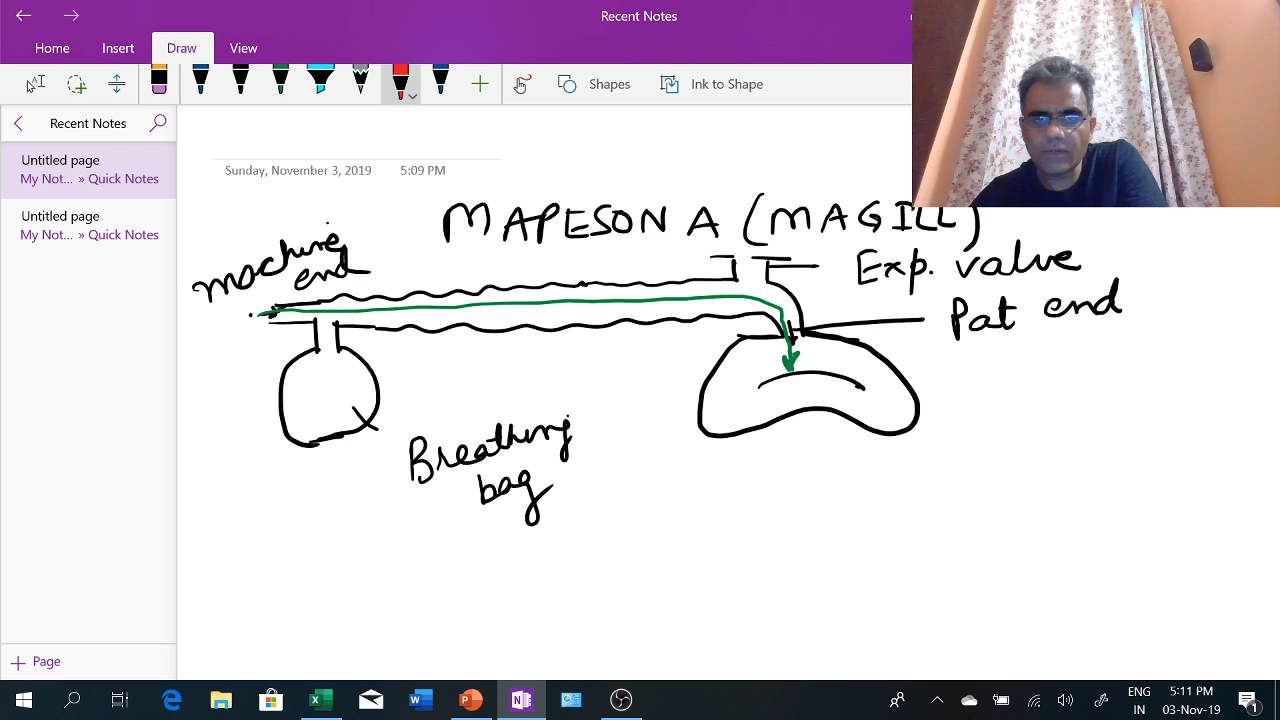 Recent Notes
Home Insert Draw View
Shapes Ink to Shape
Recent Notes
Untitled page
My Not... » Quick Notes
Untitled page
My Not... » Quick Notes
Page
Sunday, November 3, 2019 5:09 PM
MAPESON A (MAGILL)
machine
end
Exp. valve
Pat end
Breathing
bag
ENG
IN
5:11 PM
03-Nov-19
1